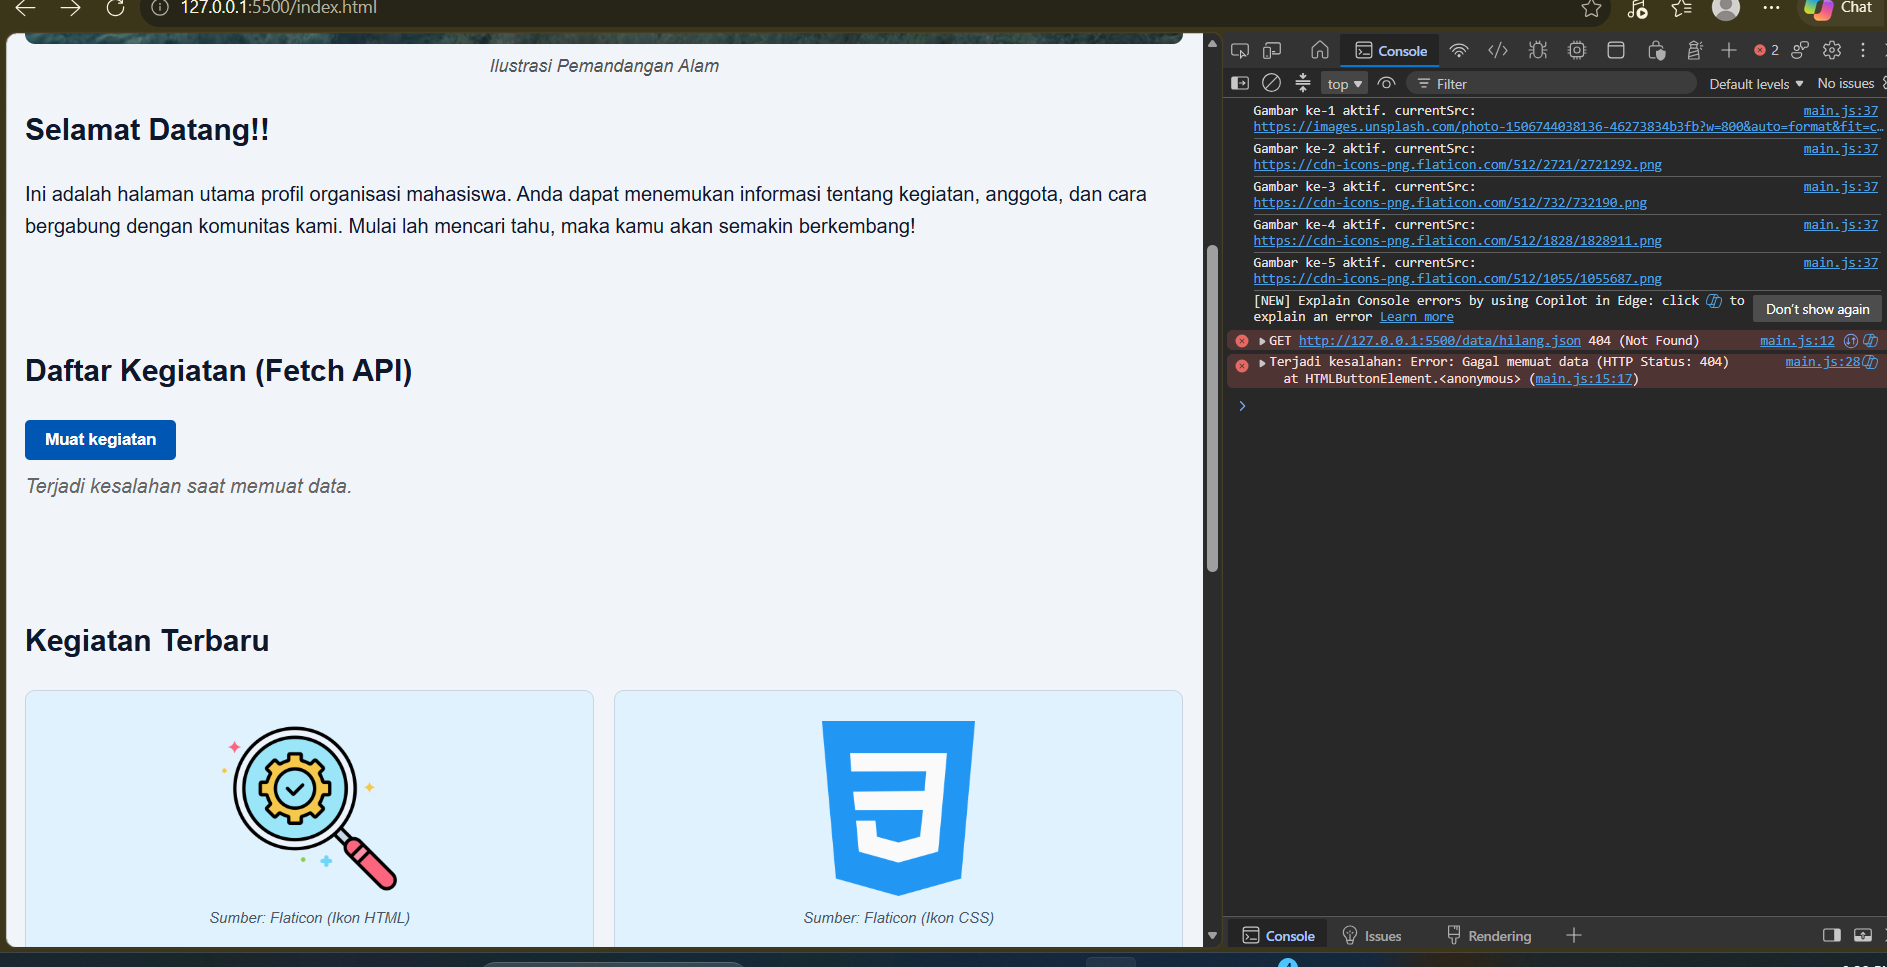 127.0.0.1:5500/index.html
Chat
Ilustrasi Pemandangan Alam
Selamat Datang!!
Ini adalah halaman utama profil organisasi mahasiswa. Anda dapat menemukan informasi tentang kegiatan, anggota, dan cara
bergabung dengan komunitas kami. Mulai lah mencari tahu, maka kamu akan semakin berkembang!
Daftar Kegiatan (Fetch API)
Muat kegiatan
Terjadi kesalahan saat memuat data.
Kegiatan Terbaru
Sumber: Flaticon (Ikon HTML)
Sumber: Flaticon (Ikon CSS)
Console
2
top
Filter
Default levels
No issues
Gambar ke-1 aktif. currentSrc: main.js:37
https://images.unsplash.com/photo-1506744038136-46273834b3fb?w=800&auto=format&fit=c…
Gambar ke-2 aktif. currentSrc: main.js:37
https://cdn-icons-png.flaticon.com/512/2721/2721292.png
Gambar ke-3 aktif. currentSrc: main.js:37
https://cdn-icons-png.flaticon.com/512/732/732190.png
Gambar ke-4 aktif. currentSrc: main.js:37
https://cdn-icons-png.flaticon.com/512/1828/1828911.png
Gambar ke-5 aktif. currentSrc: main.js:37
https://cdn-icons-png.flaticon.com/512/1055/1055687.png
[NEW] Explain Console errors by using Copilot in Edge: click to
explain an error Learn more
Don't show again
GET http://127.0.0.1:5500/data/hilang.json 404 (Not Found) main.js:12
Terjadi kesalahan: Error: Gagal memuat data (HTTP Status: 404) main.js:28
at HTMLButtonElement.<anonymous> (main.js:15:17)
Console
Issues
Rendering